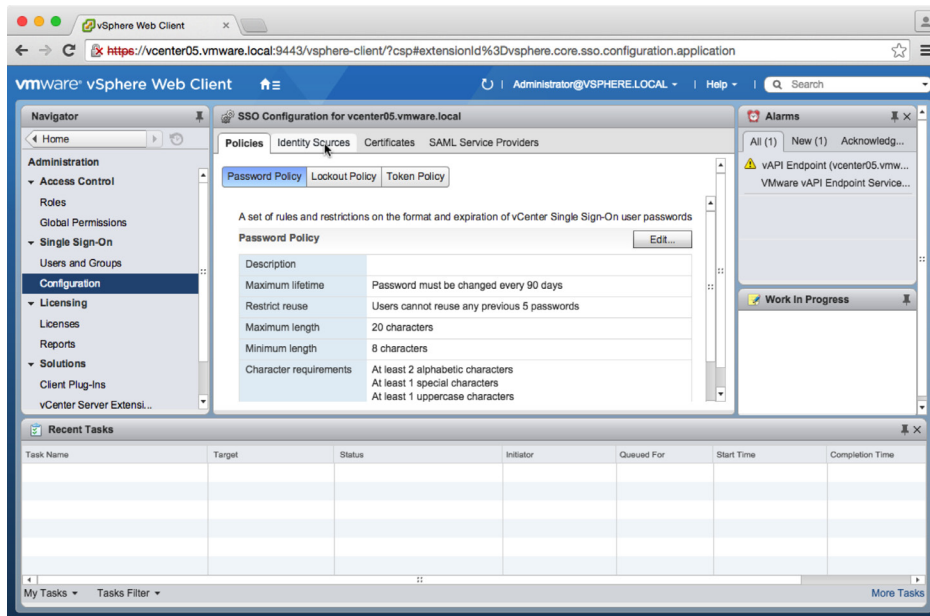 vSphere Web Client
https://vcenter05.vmware.local:9443/vsphere-client/?csp#extensionId%3Dvsphere.core.sso.configuration.application
vmware® vSphere Web Client
Administrator@VSPHERE.LOCAL
Help
Search
Navigator
Home
Administration
Access Control
Roles
Global Permissions
Single Sign-On
Users and Groups
Configuration
Licensing
Licenses
Reports
Solutions
Client Plug-Ins
vCenter Server Extensi...
SSO Configuration for vcenter05.vmware.local
Policies Identity Sources Certificates SAML Service Providers
Password Policy Lockout Policy Token Policy
A set of rules and restrictions on the format and expiration of vCenter Single Sign-On user passwords
Password Policy Edit...
Description
Maximum lifetime Password must be changed every 90 days
Restrict reuse Users cannot reuse any previous 5 passwords
Maximum length 20 characters
Minimum length 8 characters
Character requirements At least 2 alphabetic characters
At least 1 special characters
At least 1 uppercase characters
Alarms
All (1) New (1) Acknowledg...
vAPI Endpoint (vcenter05.vmw...
VMware vAPI Endpoint Service...
Work In Progress
Recent Tasks
Task Name Target Status Initiator Queued For Start Time Completion Time
My Tasks Tasks Filter More Tasks